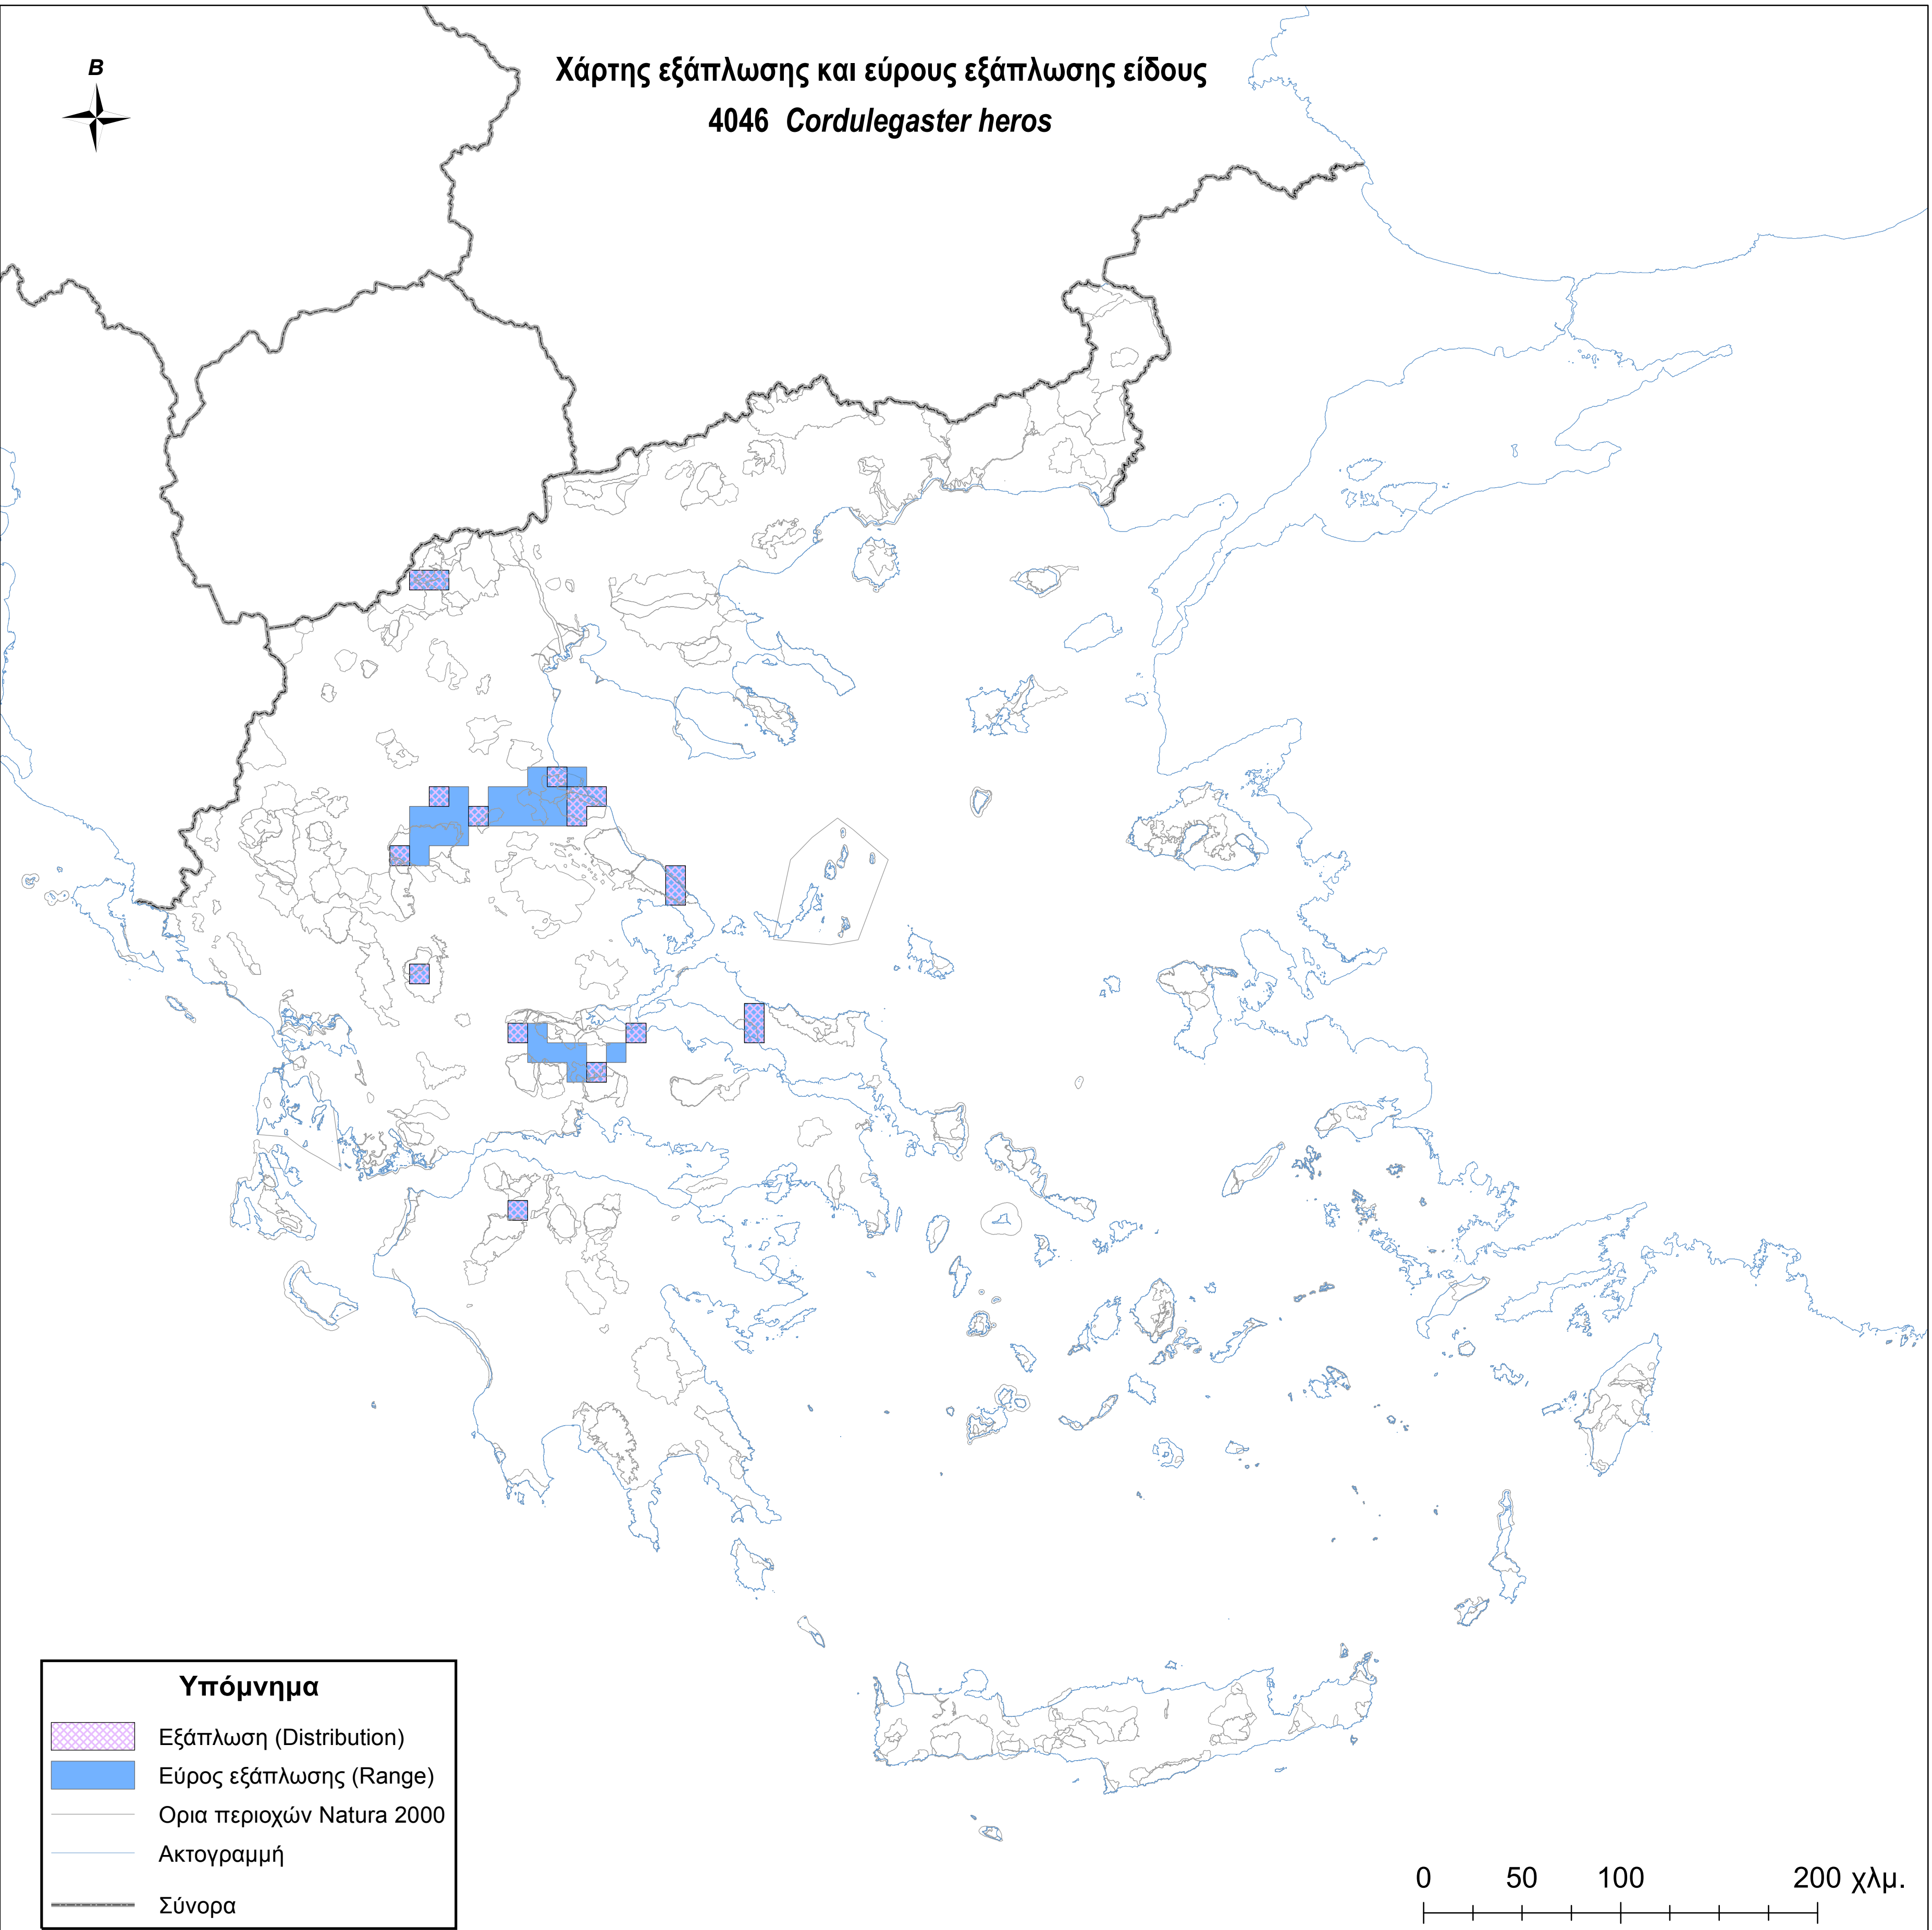 Χάρτης εξάπλωσης και εύρους εξάπλωσης είδους
4046 Cordulegaster heros
Β
Υπόμνημα
Εξάπλωση (Distribution)
Εύρος εξάπλωσης (Range)
Ορια περιοχών Natura 2000
Ακτογραμμή
Σύνορα
0 50 100 200 χλμ.